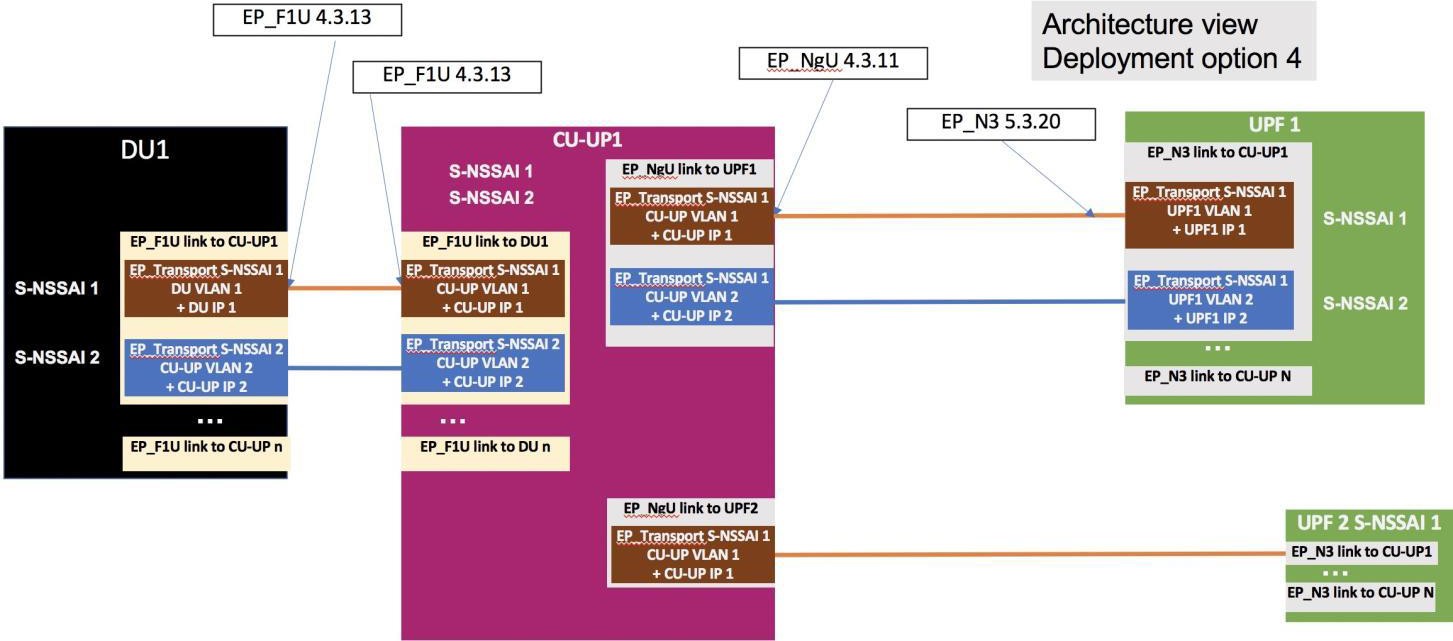 EP_F1U 4.3.13
EP_F1U 4.3.13
EP_NgU 4.3.11
EP_N3 5.3.20
Architecture view
Deployment option 4
DU1
S-NSSAI 1
S-NSSAI 2
EP_F1U link to CU-UP1
EP_Transport S-NSSAI 1
DU VLAN 1
+ DU IP 1
EP_Transport S-NSSAI 2
CU-UP VLAN 2
+ CU-UP IP 2
...
EP_F1U link to CU-UP n
CU-UP1
S-NSSAI 1
S-NSSAI 2
EP_F1U link to DU1
EP_Transport S-NSSAI 1
CU-UP VLAN 1
+ CU-UP IP 1
EP_Transport S-NSSAI 2
CU-UP VLAN 2
+ CU-UP IP 2
...
EP_F1U link to DU n
EP_NgU link to UPF1
EP_Transport S-NSSAI 1
CU-UP VLAN 1
+ CU-UP IP 1
EP_Transport S-NSSAI 1
CU-UP VLAN 2
+ CU-UP IP 2
EP_NgU link to UPF2
EP_Transport S-NSSAI 1
CU-UP VLAN 1
+ CU-UP IP 1
UPF 1
EP_N3 link to CU-UP1
EP_Transport S-NSSAI 1
UPF1 VLAN 1
+ UPF1 IP 1
EP_Transport S-NSSAI 1
UPF1 VLAN 2
+ UPF1 IP 2
...
EP_N3 link to CU-UP N
S-NSSAI 1
S-NSSAI 2
UPF 2 S-NSSAI 1
EP_N3 link to CU-UP1
...
EP_N3 link to CU-UP N